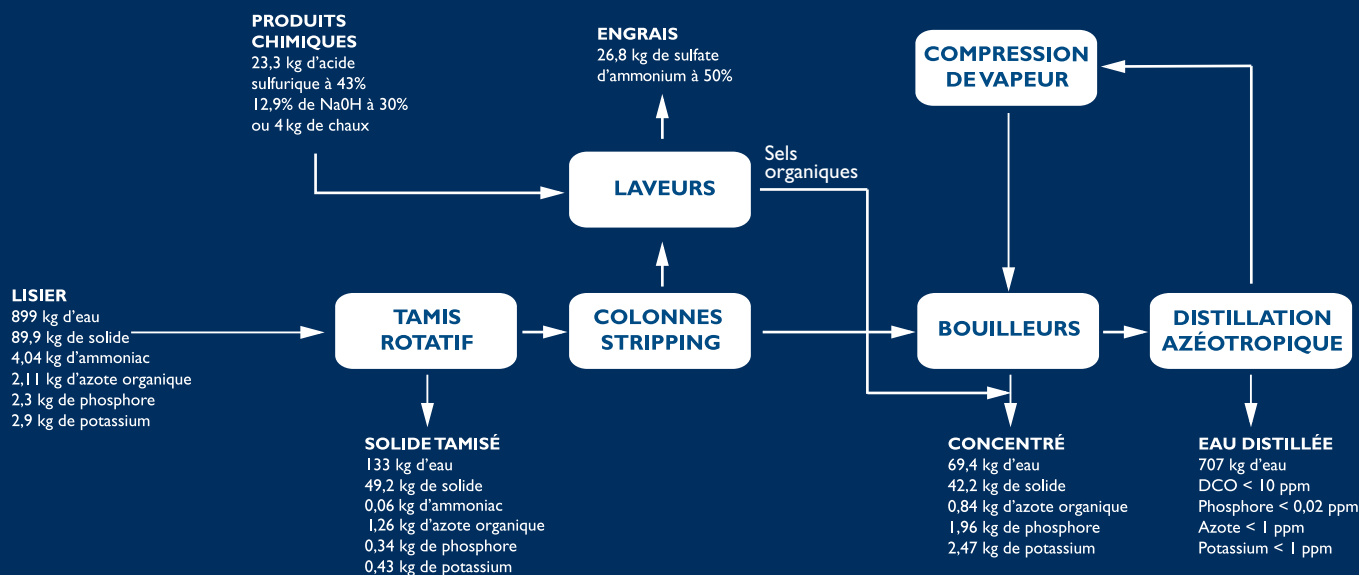 PRODUITS
CHIMIQUES
23,3 kg d'acide
sulfurique à 43%
12,9% de Na0H à 30%
ou 4 kg de chaux
ENGRAIS
26,8 kg de sulfate
d'ammonium à 50%
COMPRESSION
DE VAPEUR
LAVEURS
Sels
organiques
LISIER
899 kg d'eau
89,9 kg de solide
4,04 kg d'ammoniac
2,11 kg d'azote organique
2,3 kg de phosphore
2,9 kg de potassium
TAMIS
ROTATIF
COLONNES
STRIPPING
BOUILLEURS
DISTILLATION
AZÉOTROPIQUE
SOLIDE TAMISÉ
133 kg d'eau
49,2 kg de solide
0,06 kg d'ammoniac
1,26 kg d'azote organique
0,34 kg de phosphore
0,43 kg de potassium
CONCENTRÉ
69,4 kg d'eau
42,2 kg de solide
0,84 kg d'azote organique
1,96 kg de phosphore
2,47 kg de potassium
EAU DISTILLÉE
707 kg d'eau
DCO < 10 ppm
Phosphore < 0,02 ppm
Azote < 1 ppm
Potassium < 1 ppm